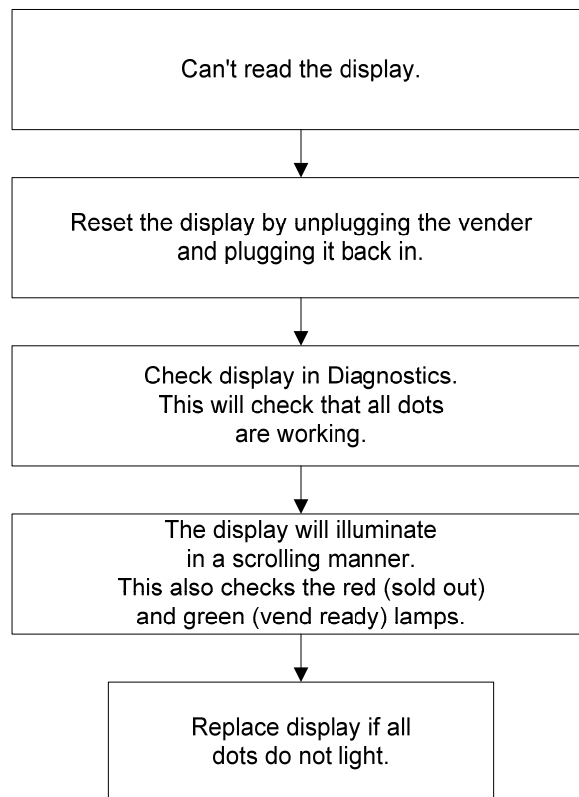 Can't read the display.
Reset the display by unplugging the vender
and plugging it back in.
Check display in Diagnostics.
This will check that all dots
are working.
The display will illuminate
in a scrolling manner.
This also checks the red (sold out)
and green (vend ready) lamps.
Replace display if all
dots do not light.